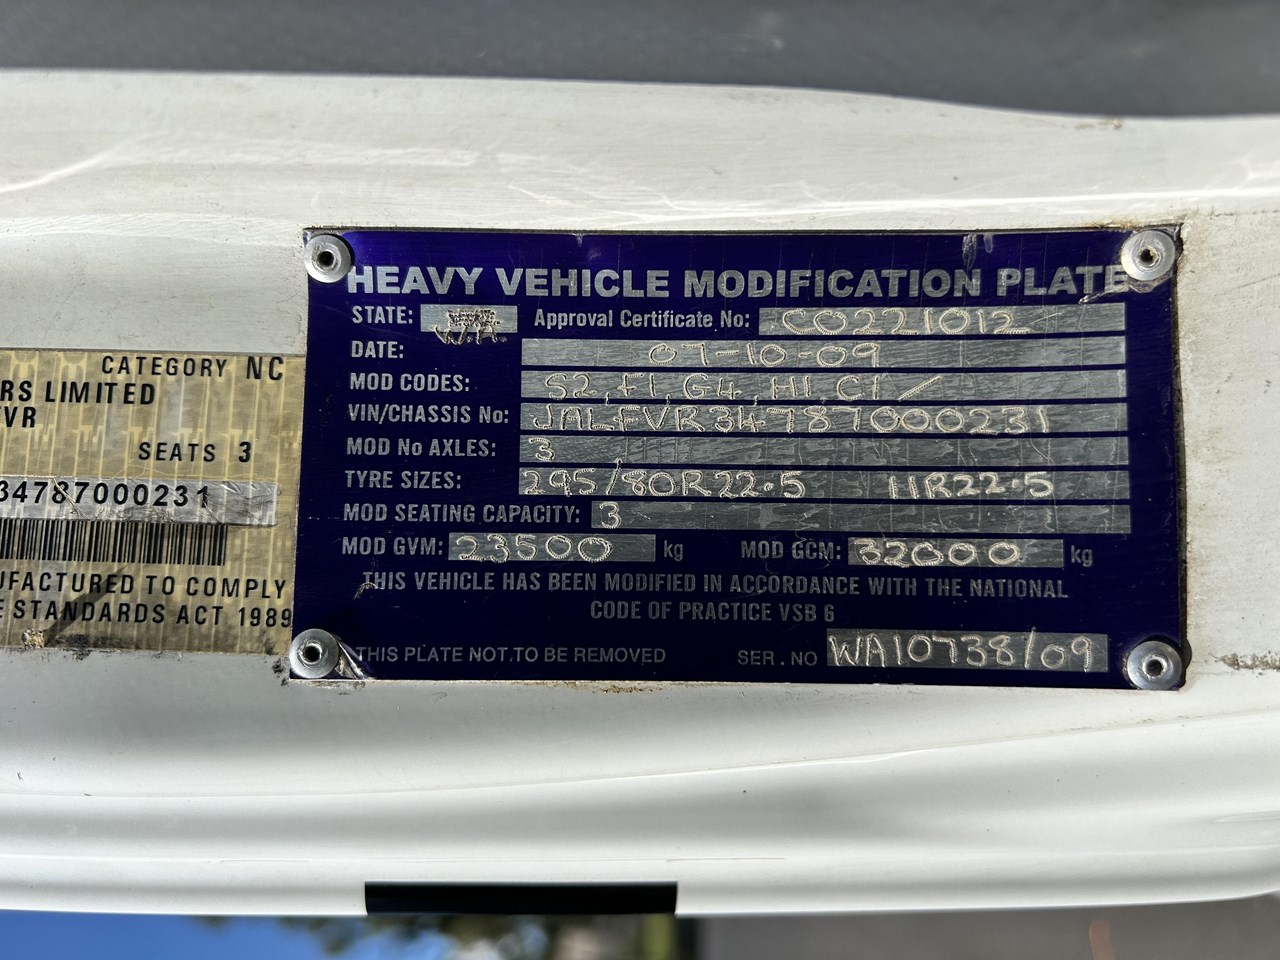 CATEGORY NC
RS LIMITED
VR
SEATS 3
34787000231
UFACTURED TO COMPLY
E STANDARDS ACT 1989
HEAVY VEHICLE MODIFICATION PLATE
STATE: W.A. Approval Certificate No: CO221012
DATE: 07-10-09
MOD CODES: S2, F1, G4, H1, C1 /
VIN/CHASSIS No: JALFVR34787000231
MOD No AXLES: 3
TYRE SIZES: 295/80R22.5 11R22.5
MOD SEATING CAPACITY: 3
MOD GVM: 23500 kg MOD GCM: 32000 kg
THIS VEHICLE HAS BEEN MODIFIED IN ACCORDANCE WITH THE NATIONAL
CODE OF PRACTICE VSB 6
THIS PLATE NOT TO BE REMOVED SER. NO WA10738/09